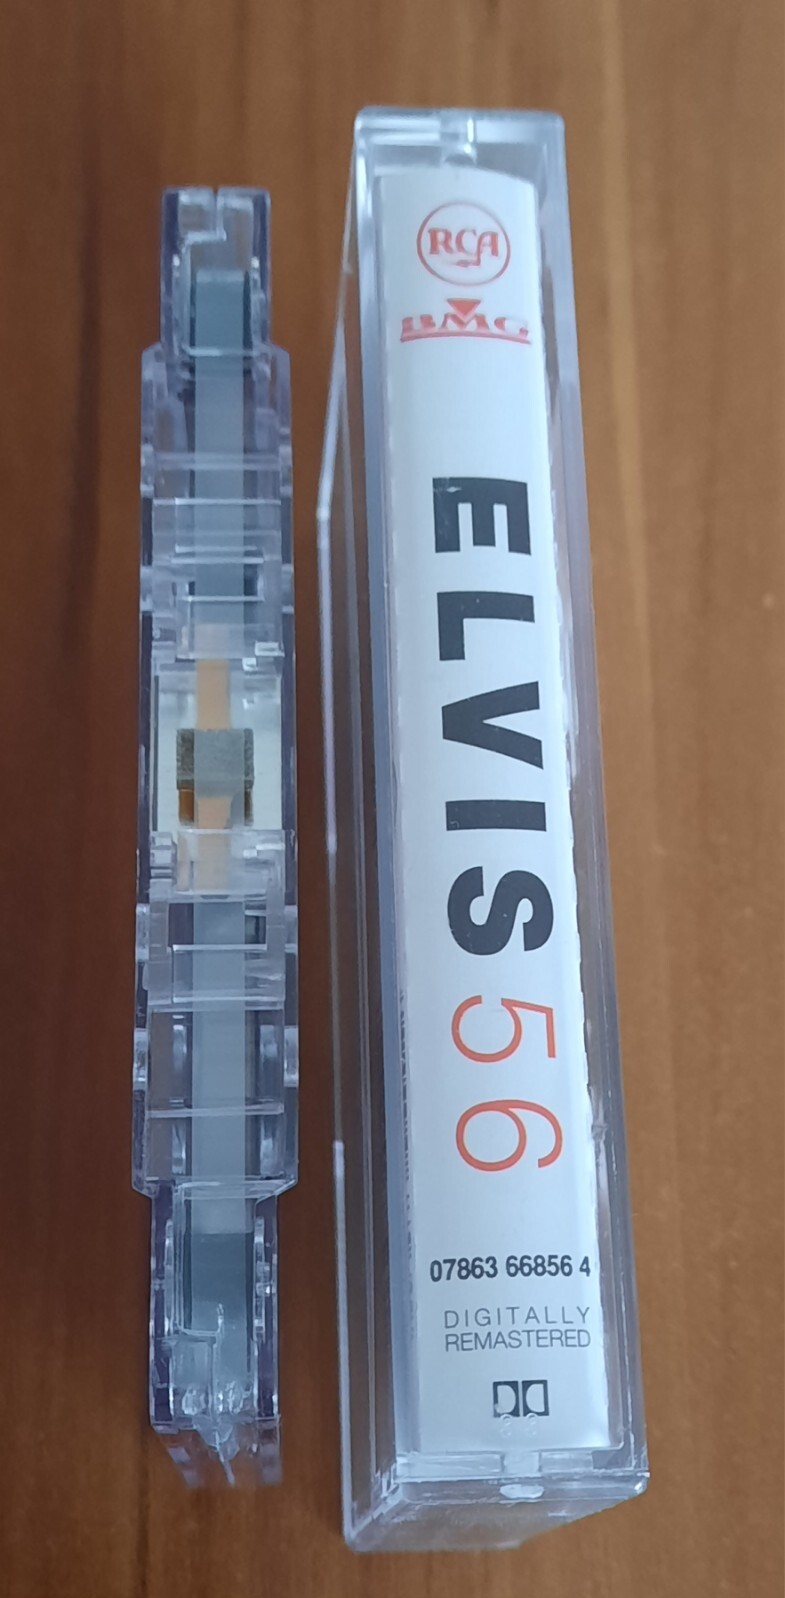 RCA
BMG
ELVIS 56
07863 66856 4
DIGITALLY
REMASTERED